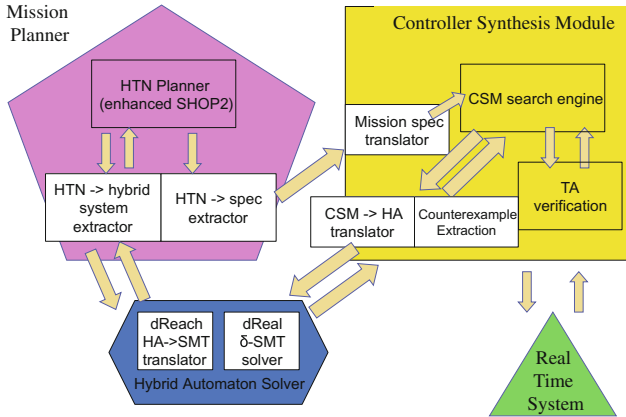 Mission
Planner
Controller Synthesis Module
HTN Planner
(enhanced SHOP2)
CSM search engine
Mission spec
translator
HTN -> hybrid
system
extractor
HTN -> spec
extractor
TA
verification
CSM -> HA
translator
Counterexample
Extraction
dReach
HA->SMT
translator
dReal
δ-SMT
solver
Hybrid Automaton Solver
Real
Time
System